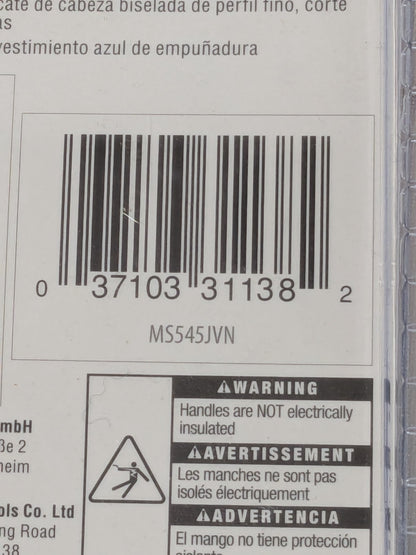 cate de cabeza biselada de perfil fino, corte
as
vestimiento azul de empuñadura
0 37103 31138 2
MS545JVN
mbH
ße 2
heim
ols Co. Ltd
ng Road
38
⚠WARNING
Handles are NOT electrically
insulated
⚠AVERTISSEMENT
Les manches ne sont pas
isolés électriquement
⚠ADVERTENCIA
El mango no tiene protección
aislante